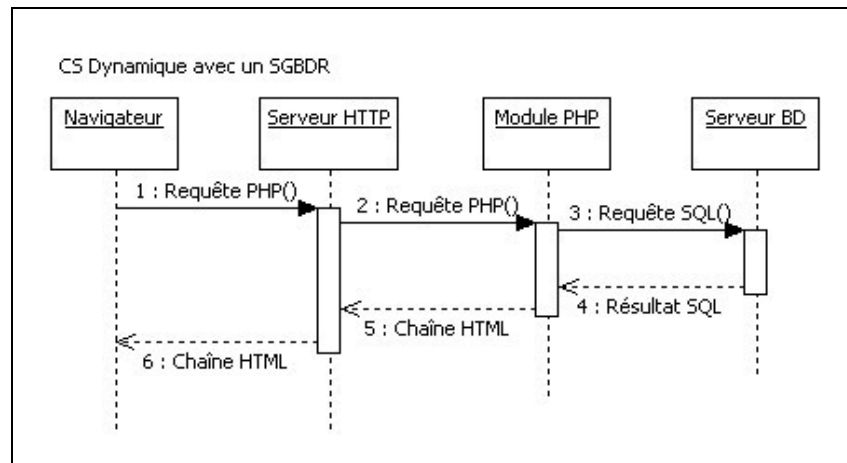 CS Dynamique avec un SGBDR
Navigateur
Serveur HTTP
Module PHP
Serveur BD
1 : Requête PHP()
2 : Requête PHP()
3 : Requête SQL()
4 : Résultat SQL
5 : Chaîne HTML
6 : Chaîne HTML